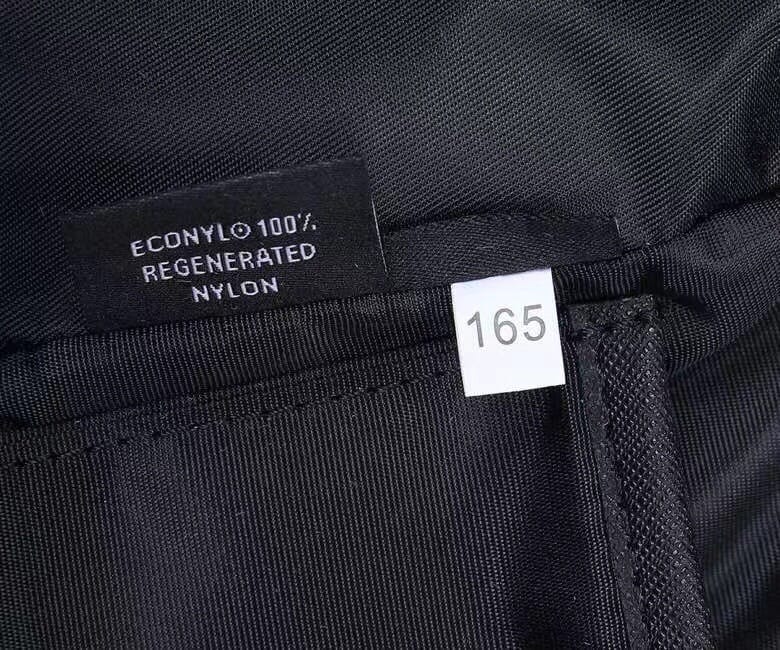 ECONYL® 100%
REGENERATED
NYLON
165